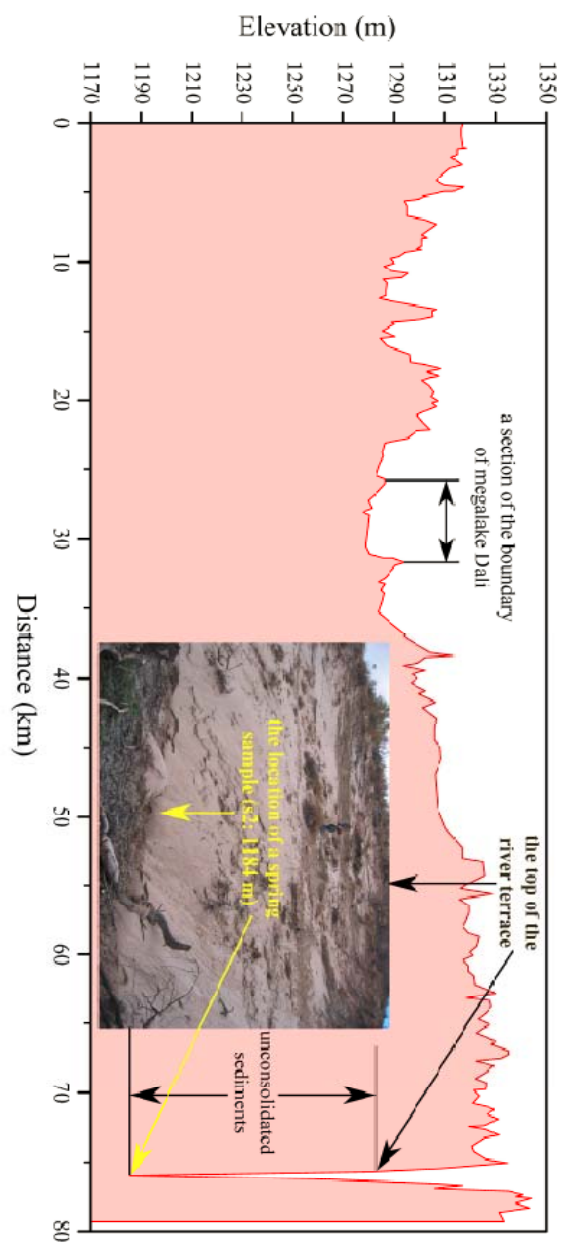 Elevation (m)
1350
1330
1310
1290
1270
1250
1230
1210
1190
1170
a section of the boundary
of megalake Dali
the top of the
river terrace
the location of a spring
sample (s2: 1184 m)
unconsolidated
sediments
0
10
20
30
40
50
60
70
80
Distance (km)